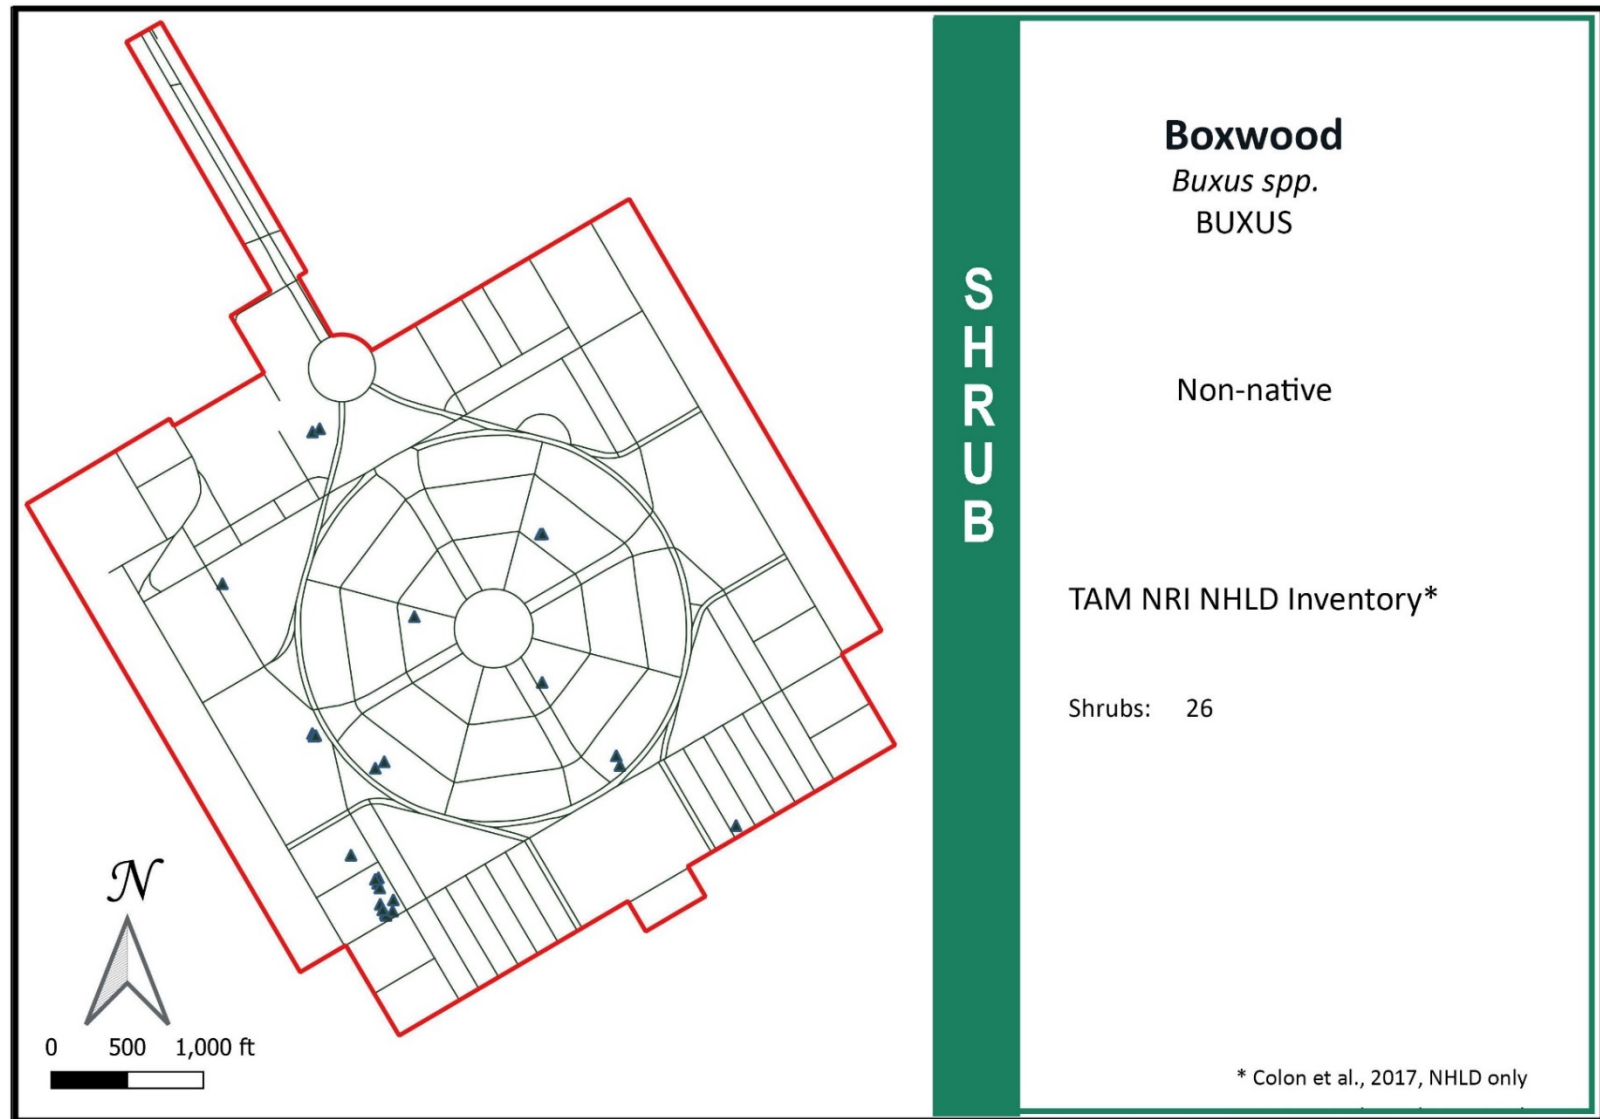 N
0 500 1,000 ft
SHRUB
Boxwood
Buxus spp.
BUXUS
Non-native
TAM NRI NHLD Inventory*
Shrubs: 26
* Colon et al., 2017, NHLD only